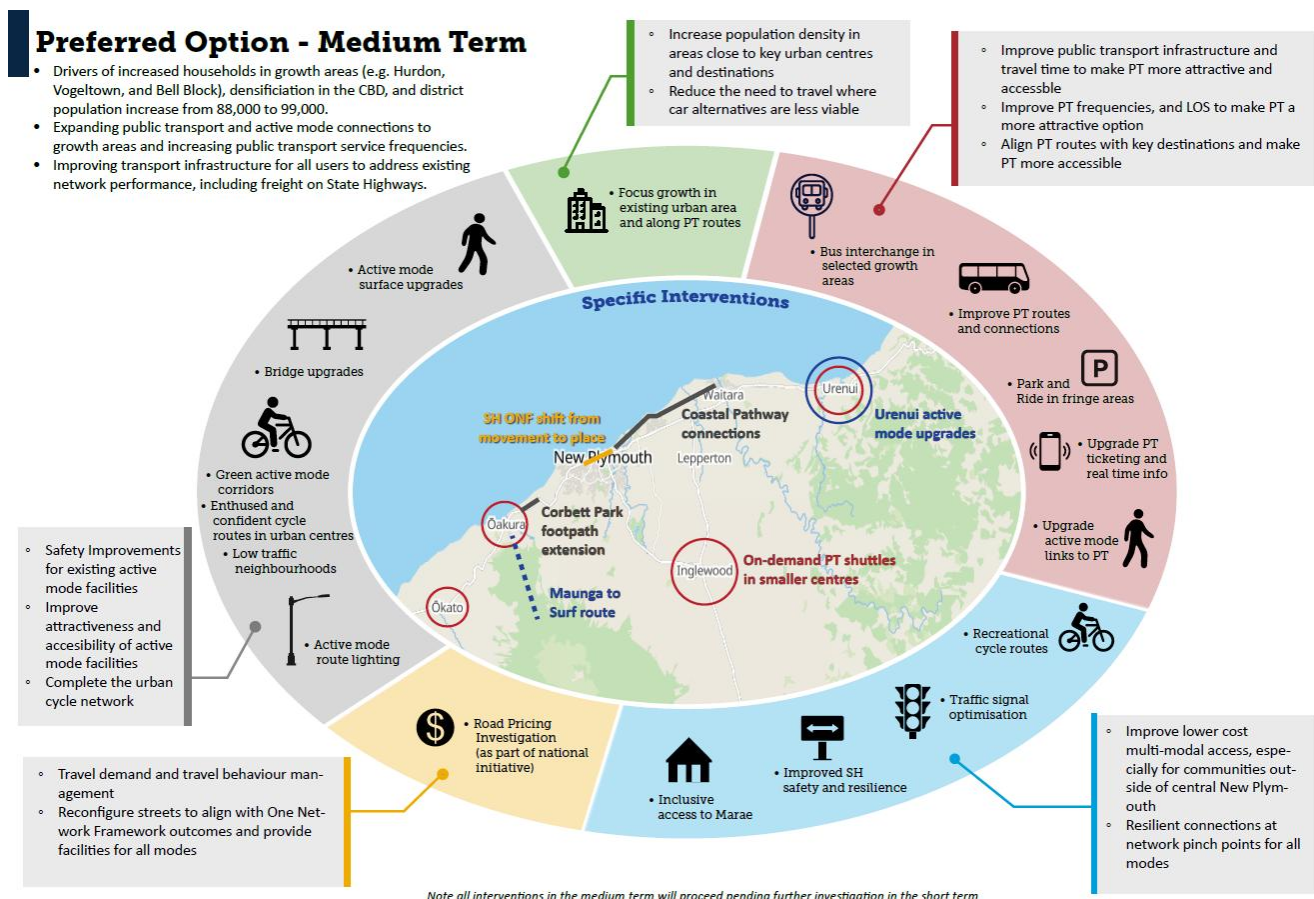 Preferred Option - Medium Term
• Drivers of increased households in growth areas (e.g. Hurdon,
Vogeltown, and Bell Block), densificiation in the CBD, and district
population increase from 88,000 to 99,000.
• Expanding public transport and active mode connections to
growth areas and increasing public transport service frequencies.
• Improving transport infrastructure for all users to address existing
network performance, including freight on State Highways.
◦ Increase population density in
areas close to key urban centres
and destinations
◦ Reduce the need to travel where
car alternatives are less viable
◦ Improve public transport infrastructure and
travel time to make PT more attractive and
accessble
◦ Improve PT frequencies, and LOS to make PT a
more attractive option
◦ Align PT routes with key destinations and make
PT more accessible
• Focus growth in
existing urban area
and along PT routes
• Bus interchange in
selected growth
areas
• Improve PT routes
and connections
P
• Park and
Ride in fringe areas
• Upgrade PT
ticketing and
real time info
• Upgrade
active mode
links to PT
• Active mode
surface upgrades
• Bridge upgrades
• Green active mode
corridors
• Enthused and
confident cycle
routes in urban centres
• Low traffic
neighbourhoods
• Active mode
route lighting
Specific Interventions
Waitara
Urenui
SH ONF shift from
movement to place
Coastal Pathway
connections
Urenui active
mode upgrades
New Plymouth
Lepperton
Ōakura
Corbett Park
footpath
extension
Inglewood
On-demand PT shuttles
in smaller centres
Maunga to
Surf route
Ōkato
◦ Safety Improvements
for existing active
mode facilities
◦ Improve
attractiveness and
accesibility of active
mode facilities
◦ Complete the urban
cycle network
• Recreational
cycle routes
• Traffic signal
optimisation
• Improved SH
safety and resilience
• Inclusive
access to Marae
$
• Road Pricing
Investigation
(as part of national
initiative)
◦ Travel demand and travel behaviour man-
agement
◦ Reconfigure streets to align with One Net-
work Framework outcomes and provide
facilities for all modes
◦ Improve lower cost
multi-modal access, espe-
cially for communities out-
side of central New Plym-
outh
◦ Resilient connections at
network pinch points for all
modes
Note all interventions in the medium term will proceed pending further investigation in the short term